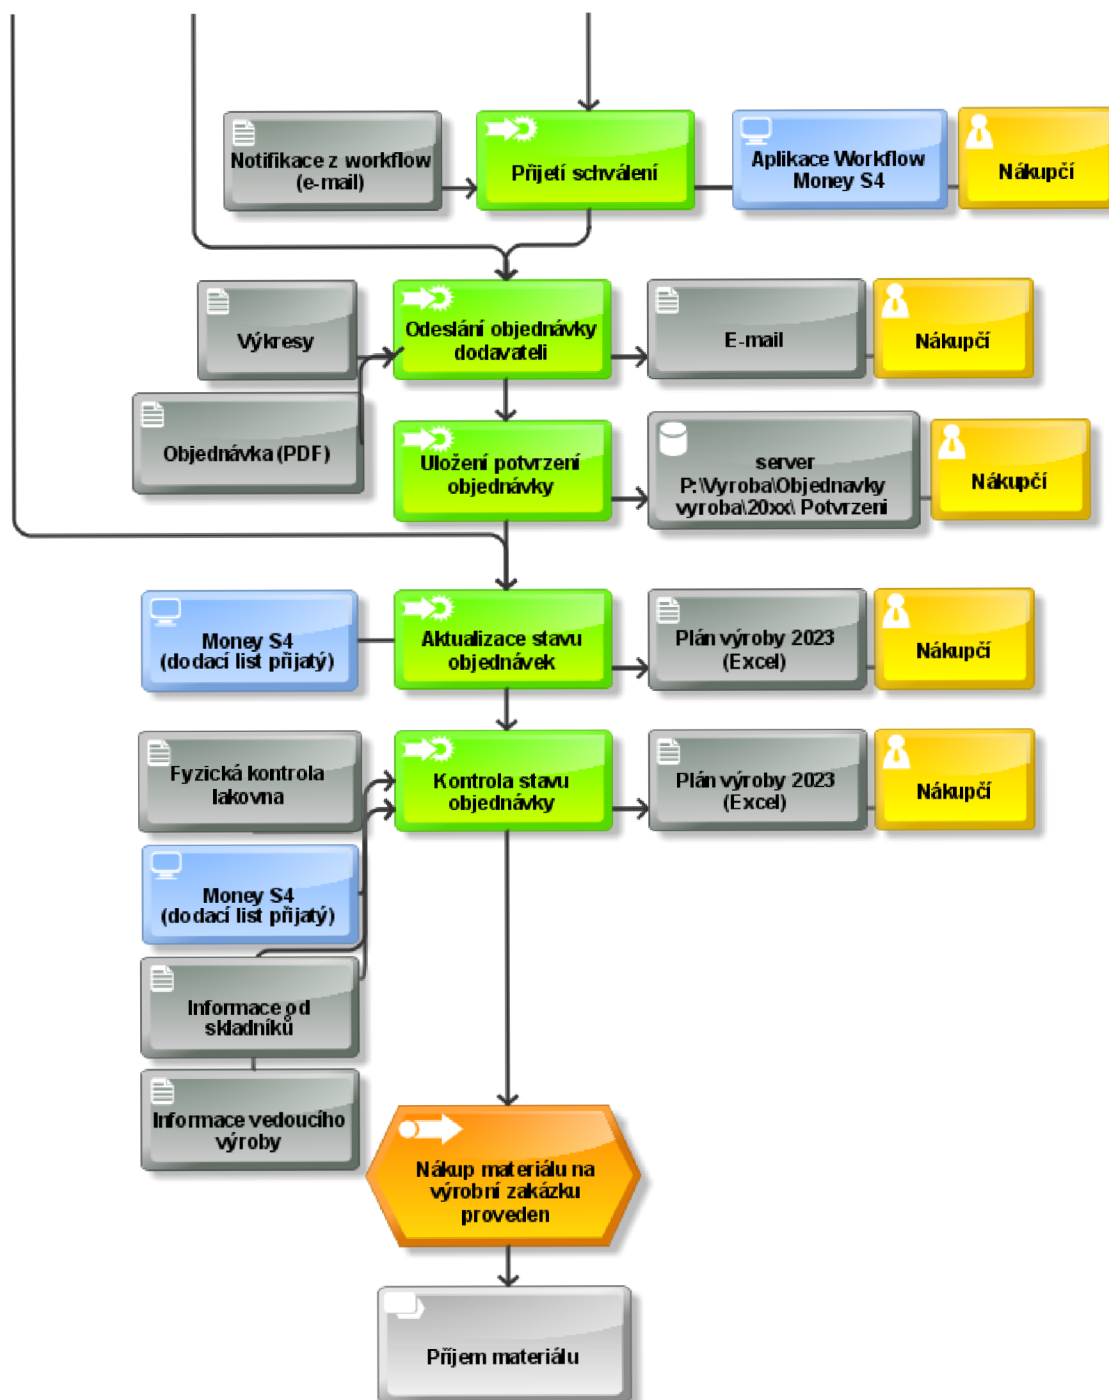 Notifikace z workflow
(e-mail)
Přijetí schválení
Aplikace Workflow
Money S4
Nákupčí
Výkresy
Odeslání objednávky
dodavateli
E-mail
Nákupčí
Objednávka (PDF)
Uložení potvrzení
objednávky
server
P:\Vyroba\Objednavky
vyroba\20xx\ Potvrzeni
Nákupčí
Money S4
(dodací list přijatý)
Aktualizace stavu
objednávek
Plán výroby 2023
(Excel)
Nákupčí
Fyzická kontrola
lakovna
Kontrola stavu
objednávky
Plán výroby 2023
(Excel)
Nákupčí
Money S4
(dodací list přijatý)
Informace od
skladníků
Informace vedoucího
výroby
Nákup materiálu na
výrobní zakázku
proveden
Příjem materiálu